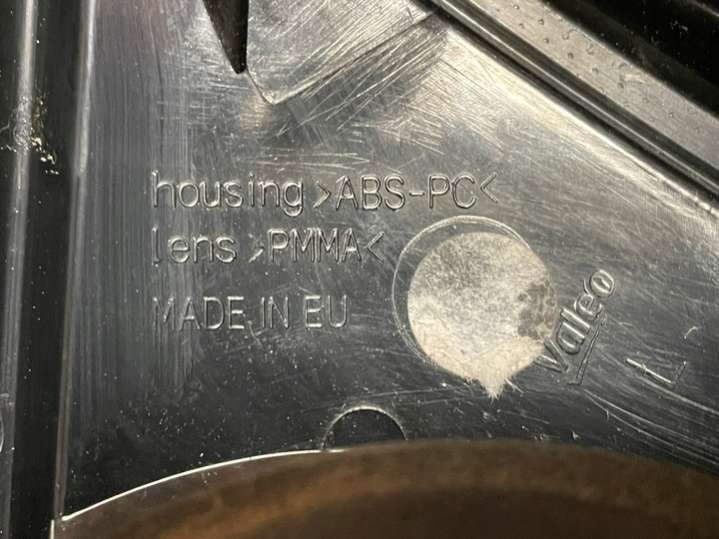 housing >ABS-PC<
lens >PMMA<
MADE IN EU
Valeo
L